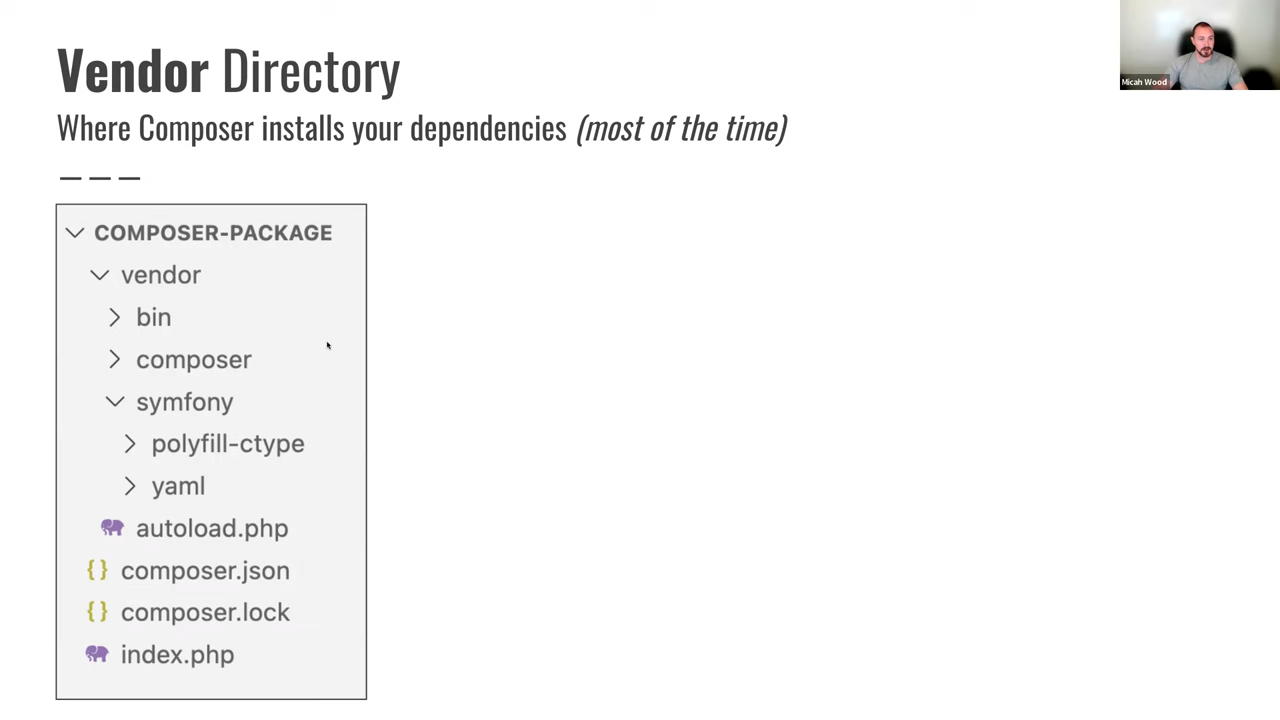 Vendor Directory
Where Composer installs your dependencies (most of the time)
Micah Wood
COMPOSER-PACKAGE
vendor
bin
composer
symfony
polyfill-ctype
yaml
autoload.php
{} composer.json
{} composer.lock
index.php